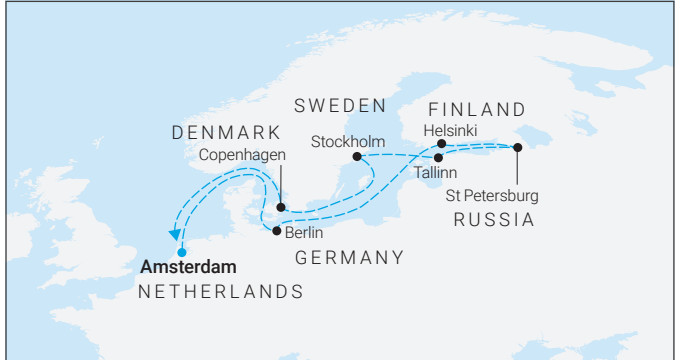 SWEDEN
FINLAND
DENMARK
Helsinki
Stockholm
Copenhagen
Tallinn
St Petersburg
RUSSIA
Berlin
GERMANY
Amsterdam
NETHERLANDS